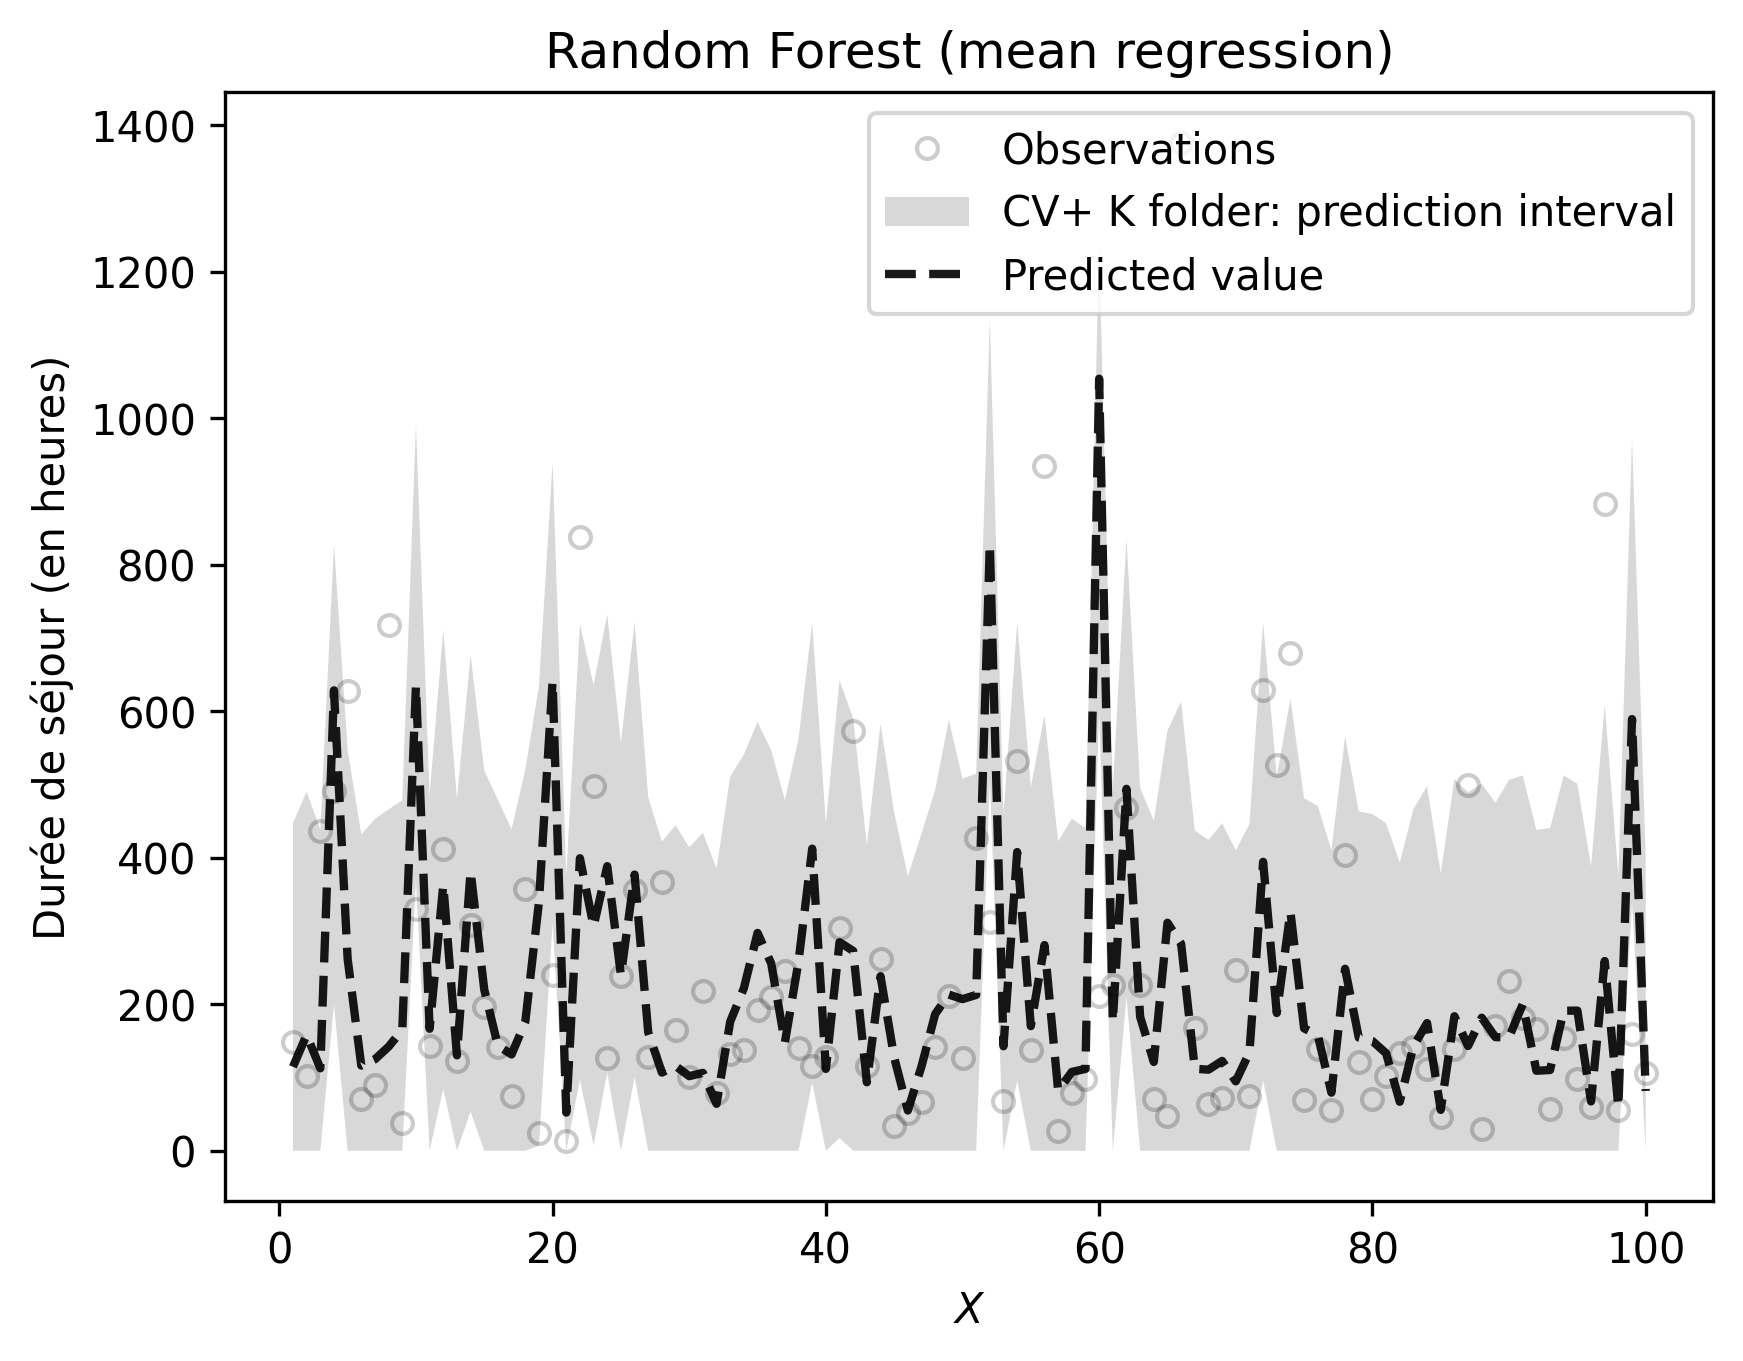 Random Forest (mean regression)
Observations
CV+ K folder: prediction interval
Predicted value
Durée de séjour (en heures)
1400
1200
1000
800
600
400
200
0
0 20 40 60 80 100
X